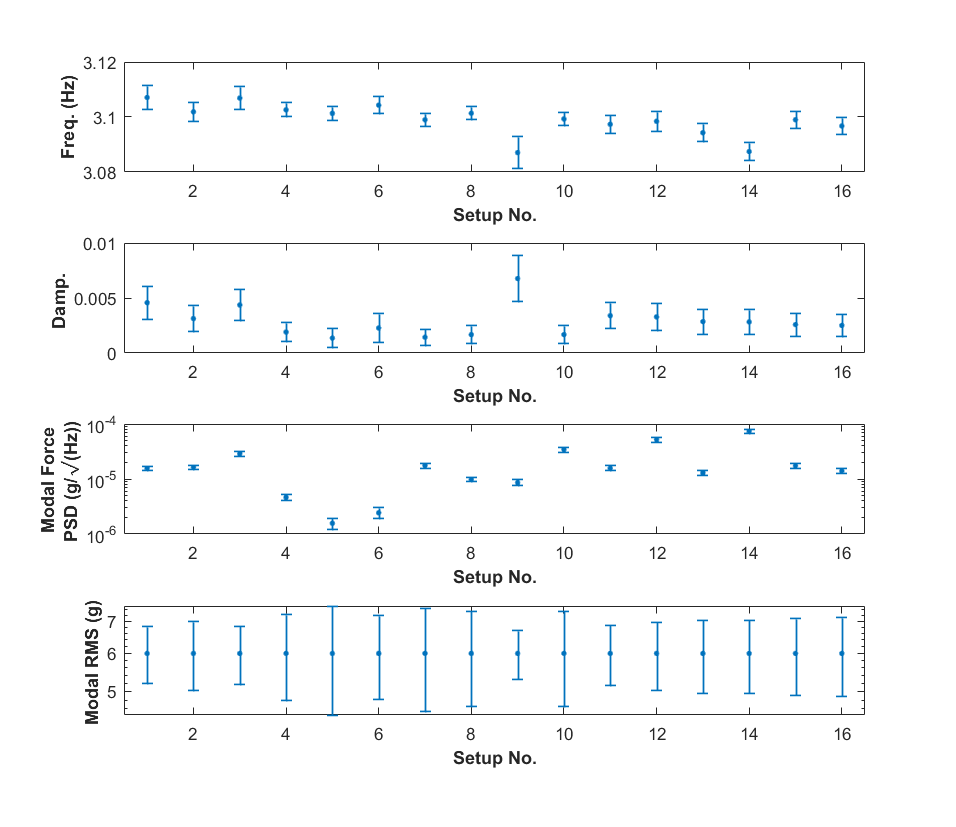 3.12
3.1
3.08
Freq. (Hz)
2 4 6 8 10 12 14 16
Setup No.
0.01
0.005
0
Damp.
2 4 6 8 10 12 14 16
Setup No.
10-4
10-5
10-6
Modal Force
PSD (g/√(Hz))
2 4 6 8 10 12 14 16
Setup No.
7
6
5
Modal RMS (g)
2 4 6 8 10 12 14 16
Setup No.